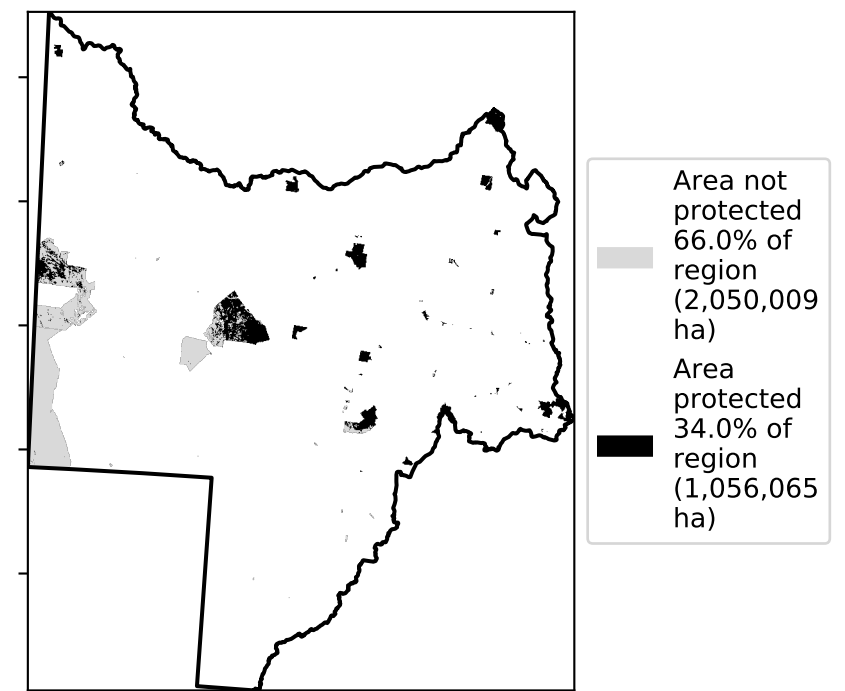 Area not
protected
66.0% of
region
(2,050,009
ha)
Area
protected
34.0% of
region
(1,056,065
ha)